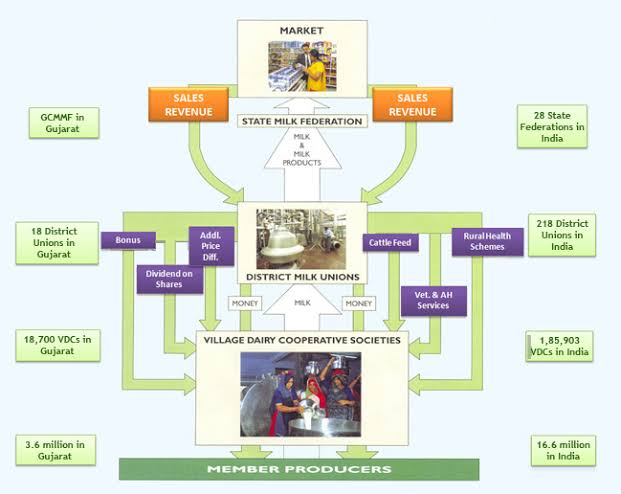 MARKET
SALES
REVENUE
SALES
REVENUE
GCMMF in
Gujarat
STATE MILK FEDERATION
28 State
Federations in
India
MILK
&
MILK
PRODUCTS
18 District
Unions in
Gujarat
Bonus
Addl.
Price
Diff.
Dividend on
Shares
DISTRICT MILK UNIONS
Cattle Feed
Rural Health
Schemes
Vet. & AH
Services
218 District
Unions in
India
MONEY
MILK
MONEY
18,700 VDCs in
Gujarat
VILLAGE DAIRY COOPERATIVE SOCIETIES
1,85,903
VDCs in India
3.6 million in
Gujarat
16.6 million
in India
MEMBER PRODUCERS